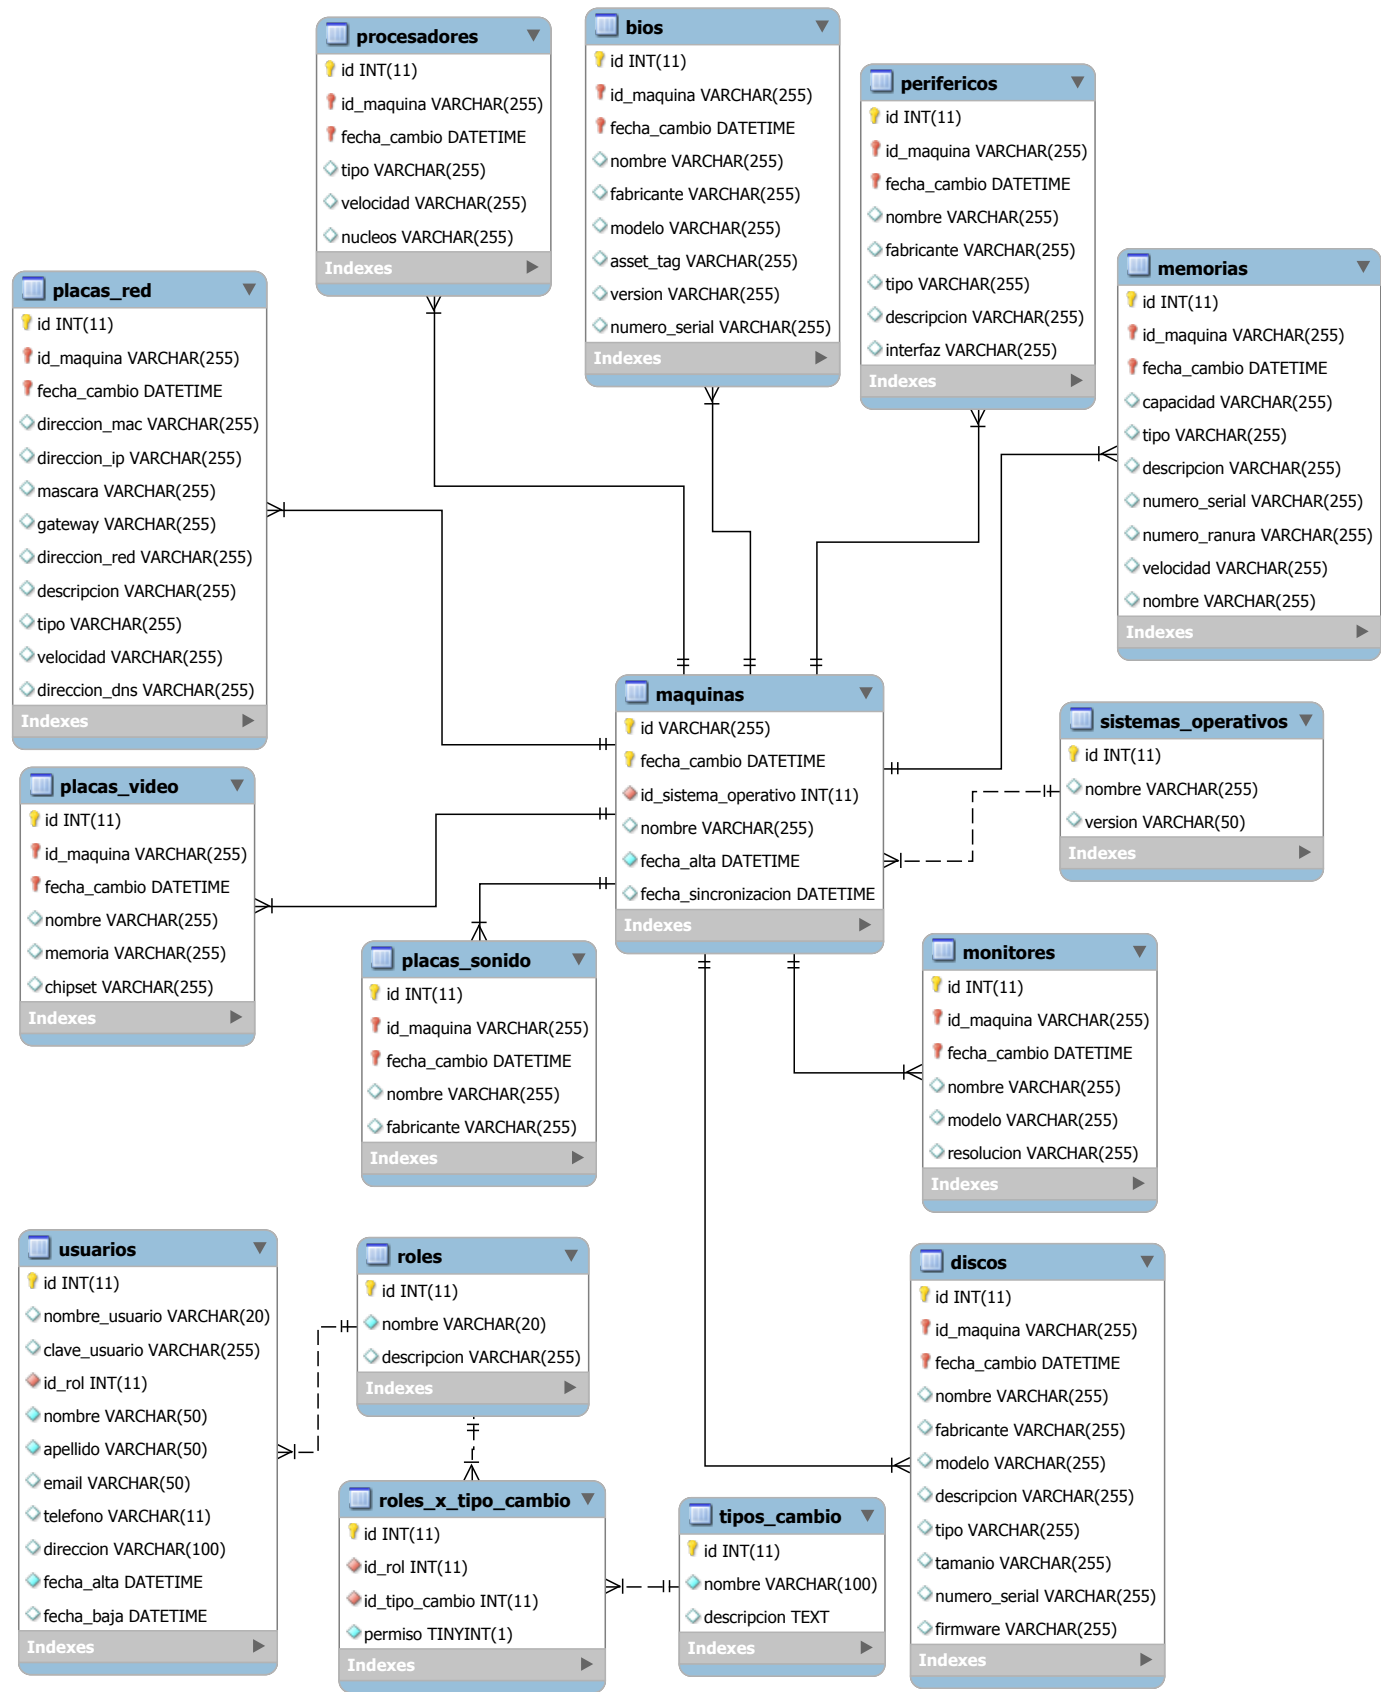 procesadores
id INT(11)
id_maquina VARCHAR(255)
fecha_cambio DATETIME
tipo VARCHAR(255)
velocidad VARCHAR(255)
nucleos VARCHAR(255)
Indexes
bios
id INT(11)
id_maquina VARCHAR(255)
fecha_cambio DATETIME
nombre VARCHAR(255)
fabricante VARCHAR(255)
modelo VARCHAR(255)
asset_tag VARCHAR(255)
version VARCHAR(255)
numero_serial VARCHAR(255)
Indexes
perifericos
id INT(11)
id_maquina VARCHAR(255)
fecha_cambio DATETIME
nombre VARCHAR(255)
fabricante VARCHAR(255)
tipo VARCHAR(255)
descripcion VARCHAR(255)
interfaz VARCHAR(255)
Indexes
memorias
id INT(11)
id_maquina VARCHAR(255)
fecha_cambio DATETIME
capacidad VARCHAR(255)
tipo VARCHAR(255)
descripcion VARCHAR(255)
numero_serial VARCHAR(255)
numero_ranura VARCHAR(255)
velocidad VARCHAR(255)
nombre VARCHAR(255)
Indexes
placas_red
id INT(11)
id_maquina VARCHAR(255)
fecha_cambio DATETIME
direccion_mac VARCHAR(255)
direccion_ip VARCHAR(255)
mascara VARCHAR(255)
gateway VARCHAR(255)
direccion_red VARCHAR(255)
descripcion VARCHAR(255)
tipo VARCHAR(255)
velocidad VARCHAR(255)
direccion_dns VARCHAR(255)
Indexes
maquinas
id VARCHAR(255)
fecha_cambio DATETIME
id_sistema_operativo INT(11)
nombre VARCHAR(255)
fecha_alta DATETIME
fecha_sincronizacion DATETIME
Indexes
sistemas_operativos
id INT(11)
nombre VARCHAR(255)
version VARCHAR(50)
Indexes
placas_video
id INT(11)
id_maquina VARCHAR(255)
fecha_cambio DATETIME
nombre VARCHAR(255)
memoria VARCHAR(255)
chipset VARCHAR(255)
Indexes
placas_sonido
id INT(11)
id_maquina VARCHAR(255)
fecha_cambio DATETIME
nombre VARCHAR(255)
fabricante VARCHAR(255)
Indexes
monitores
id INT(11)
id_maquina VARCHAR(255)
fecha_cambio DATETIME
nombre VARCHAR(255)
modelo VARCHAR(255)
resolucion VARCHAR(255)
Indexes
usuarios
id INT(11)
nombre_usuario VARCHAR(20)
clave_usuario VARCHAR(255)
id_rol INT(11)
nombre VARCHAR(50)
apellido VARCHAR(50)
email VARCHAR(50)
telefono VARCHAR(11)
direccion VARCHAR(100)
fecha_alta DATETIME
fecha_baja DATETIME
Indexes
roles
id INT(11)
nombre VARCHAR(20)
descripcion VARCHAR(255)
Indexes
roles_x_tipo_cambio
id INT(11)
id_rol INT(11)
id_tipo_cambio INT(11)
permiso TINYINT(1)
Indexes
tipos_cambio
id INT(11)
nombre VARCHAR(100)
descripcion TEXT
Indexes
discos
id INT(11)
id_maquina VARCHAR(255)
fecha_cambio DATETIME
nombre VARCHAR(255)
fabricante VARCHAR(255)
modelo VARCHAR(255)
descripcion VARCHAR(255)
tipo VARCHAR(255)
tamanio VARCHAR(255)
numero_serial VARCHAR(255)
firmware VARCHAR(255)
Indexes